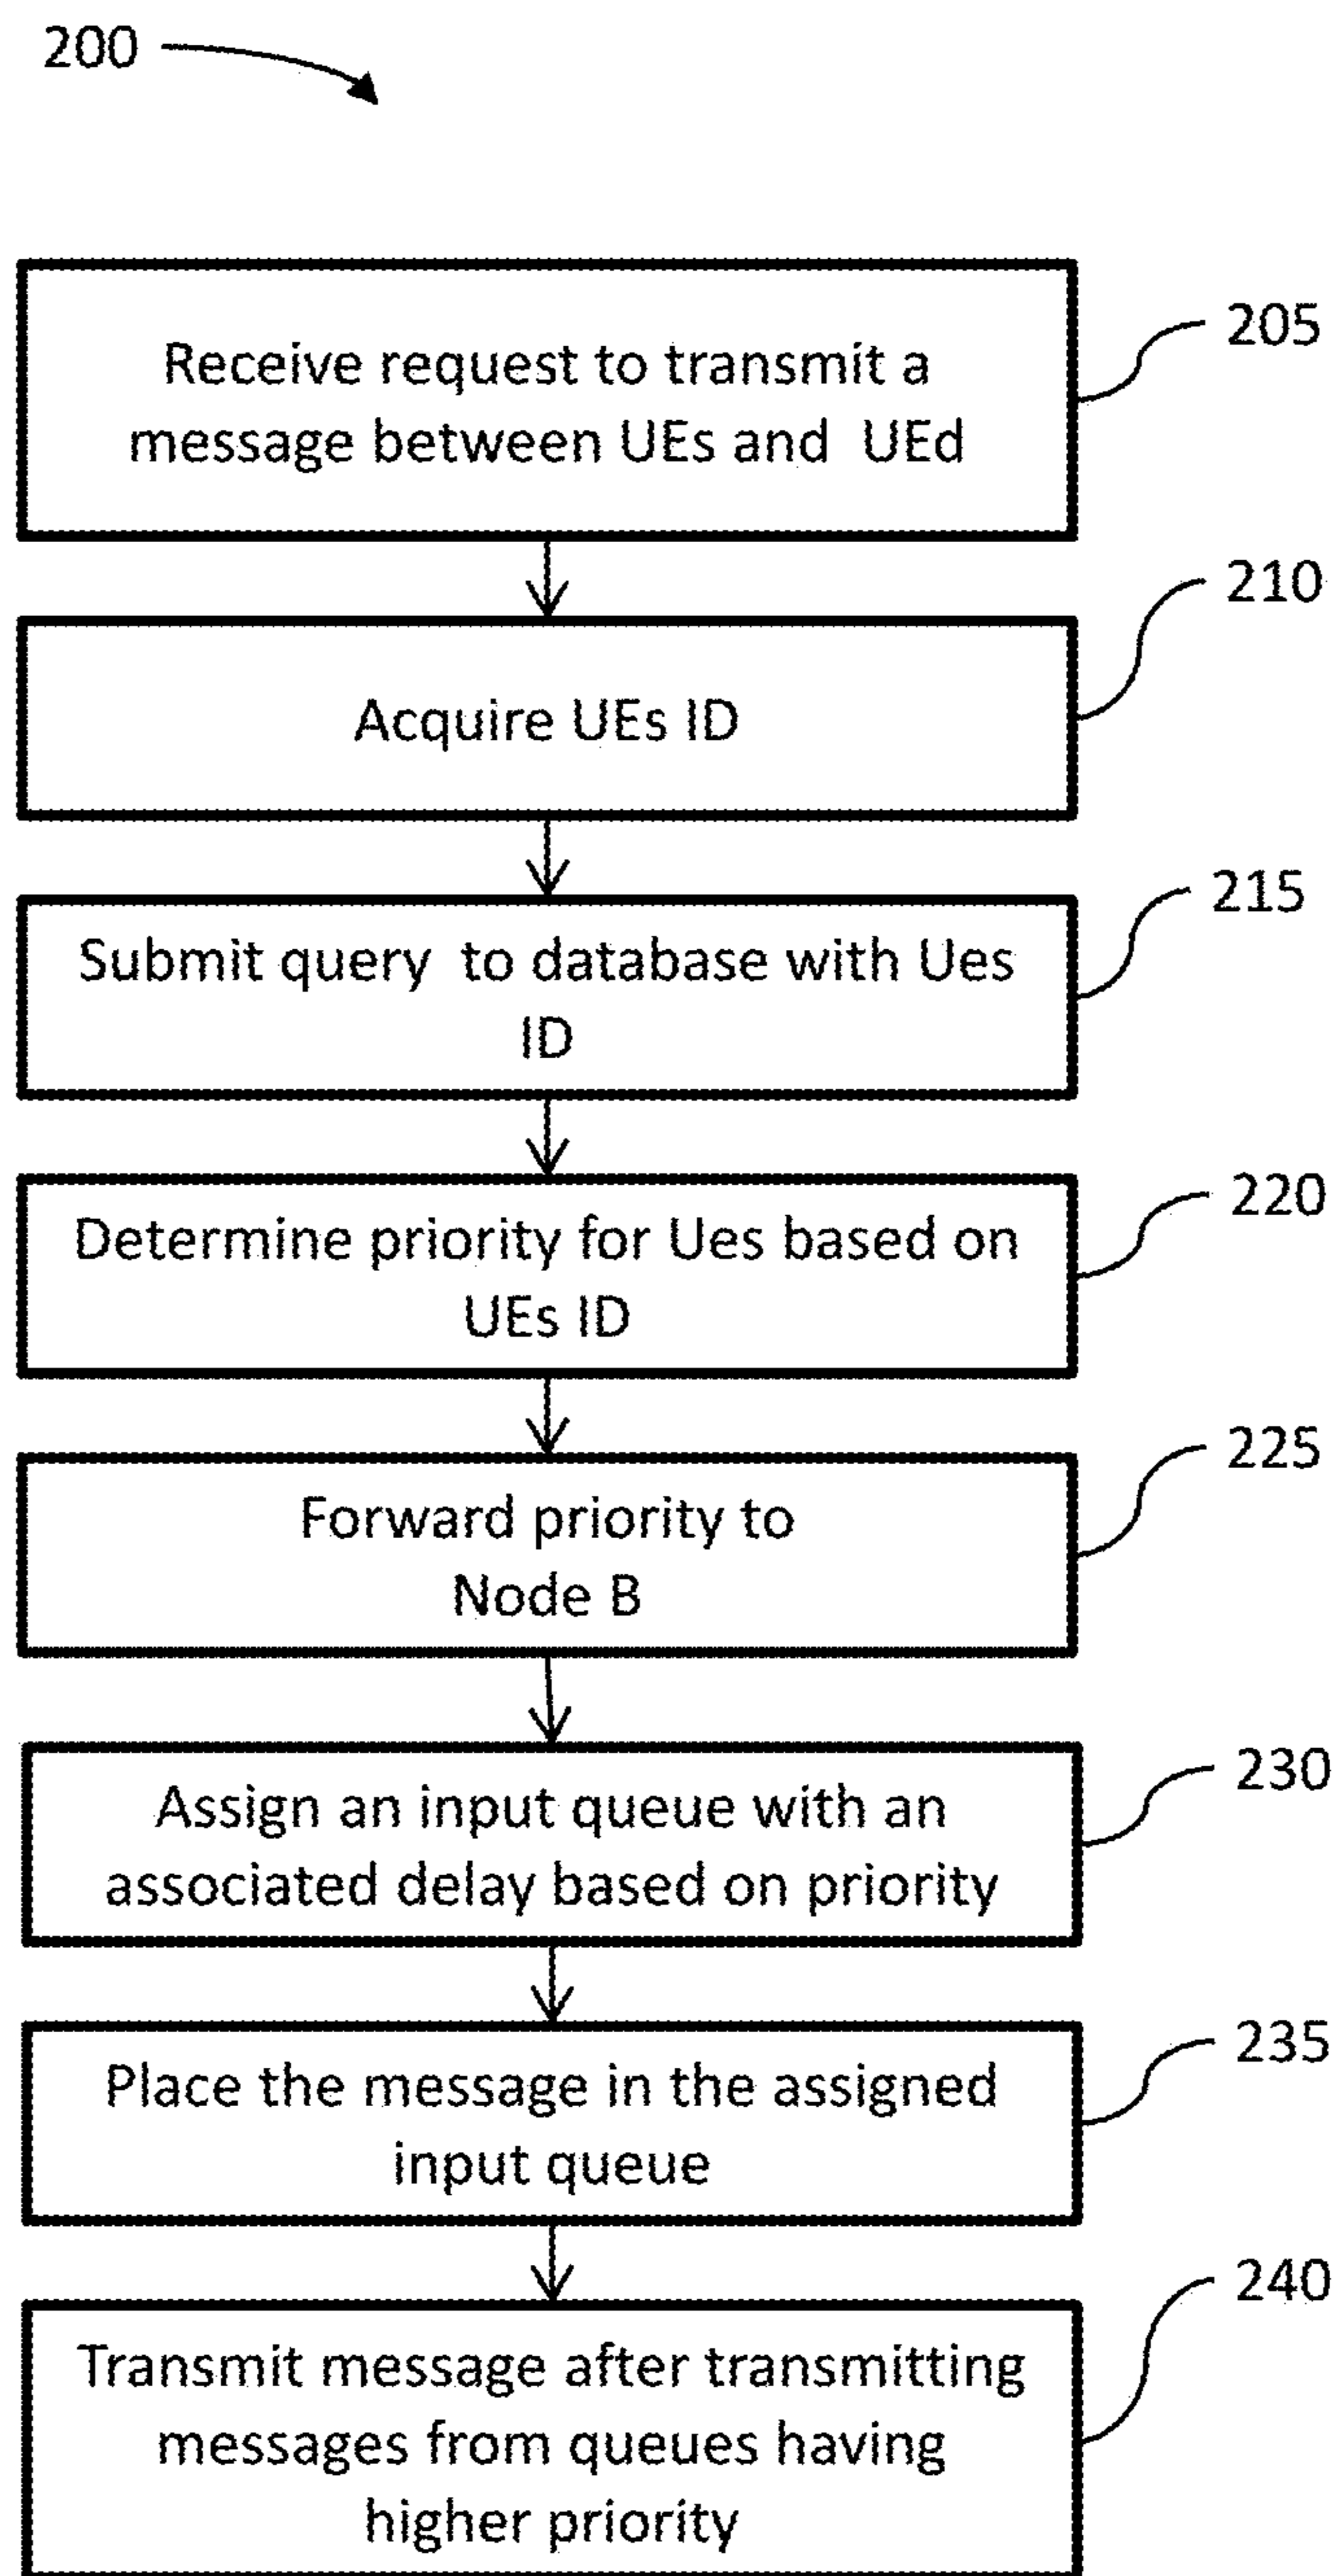 200
Receive request to transmit a
message between UEs and UEd
205
Acquire UEs ID
210
Submit query to database with Ues
ID
215
Determine priority for Ues based on
UEs ID
220
Forward priority to
Node B
225
Assign an input queue with an
associated delay based on priority
230
Place the message in the assigned
input queue
235
Transmit message after transmitting
messages from queues having
higher priority
240